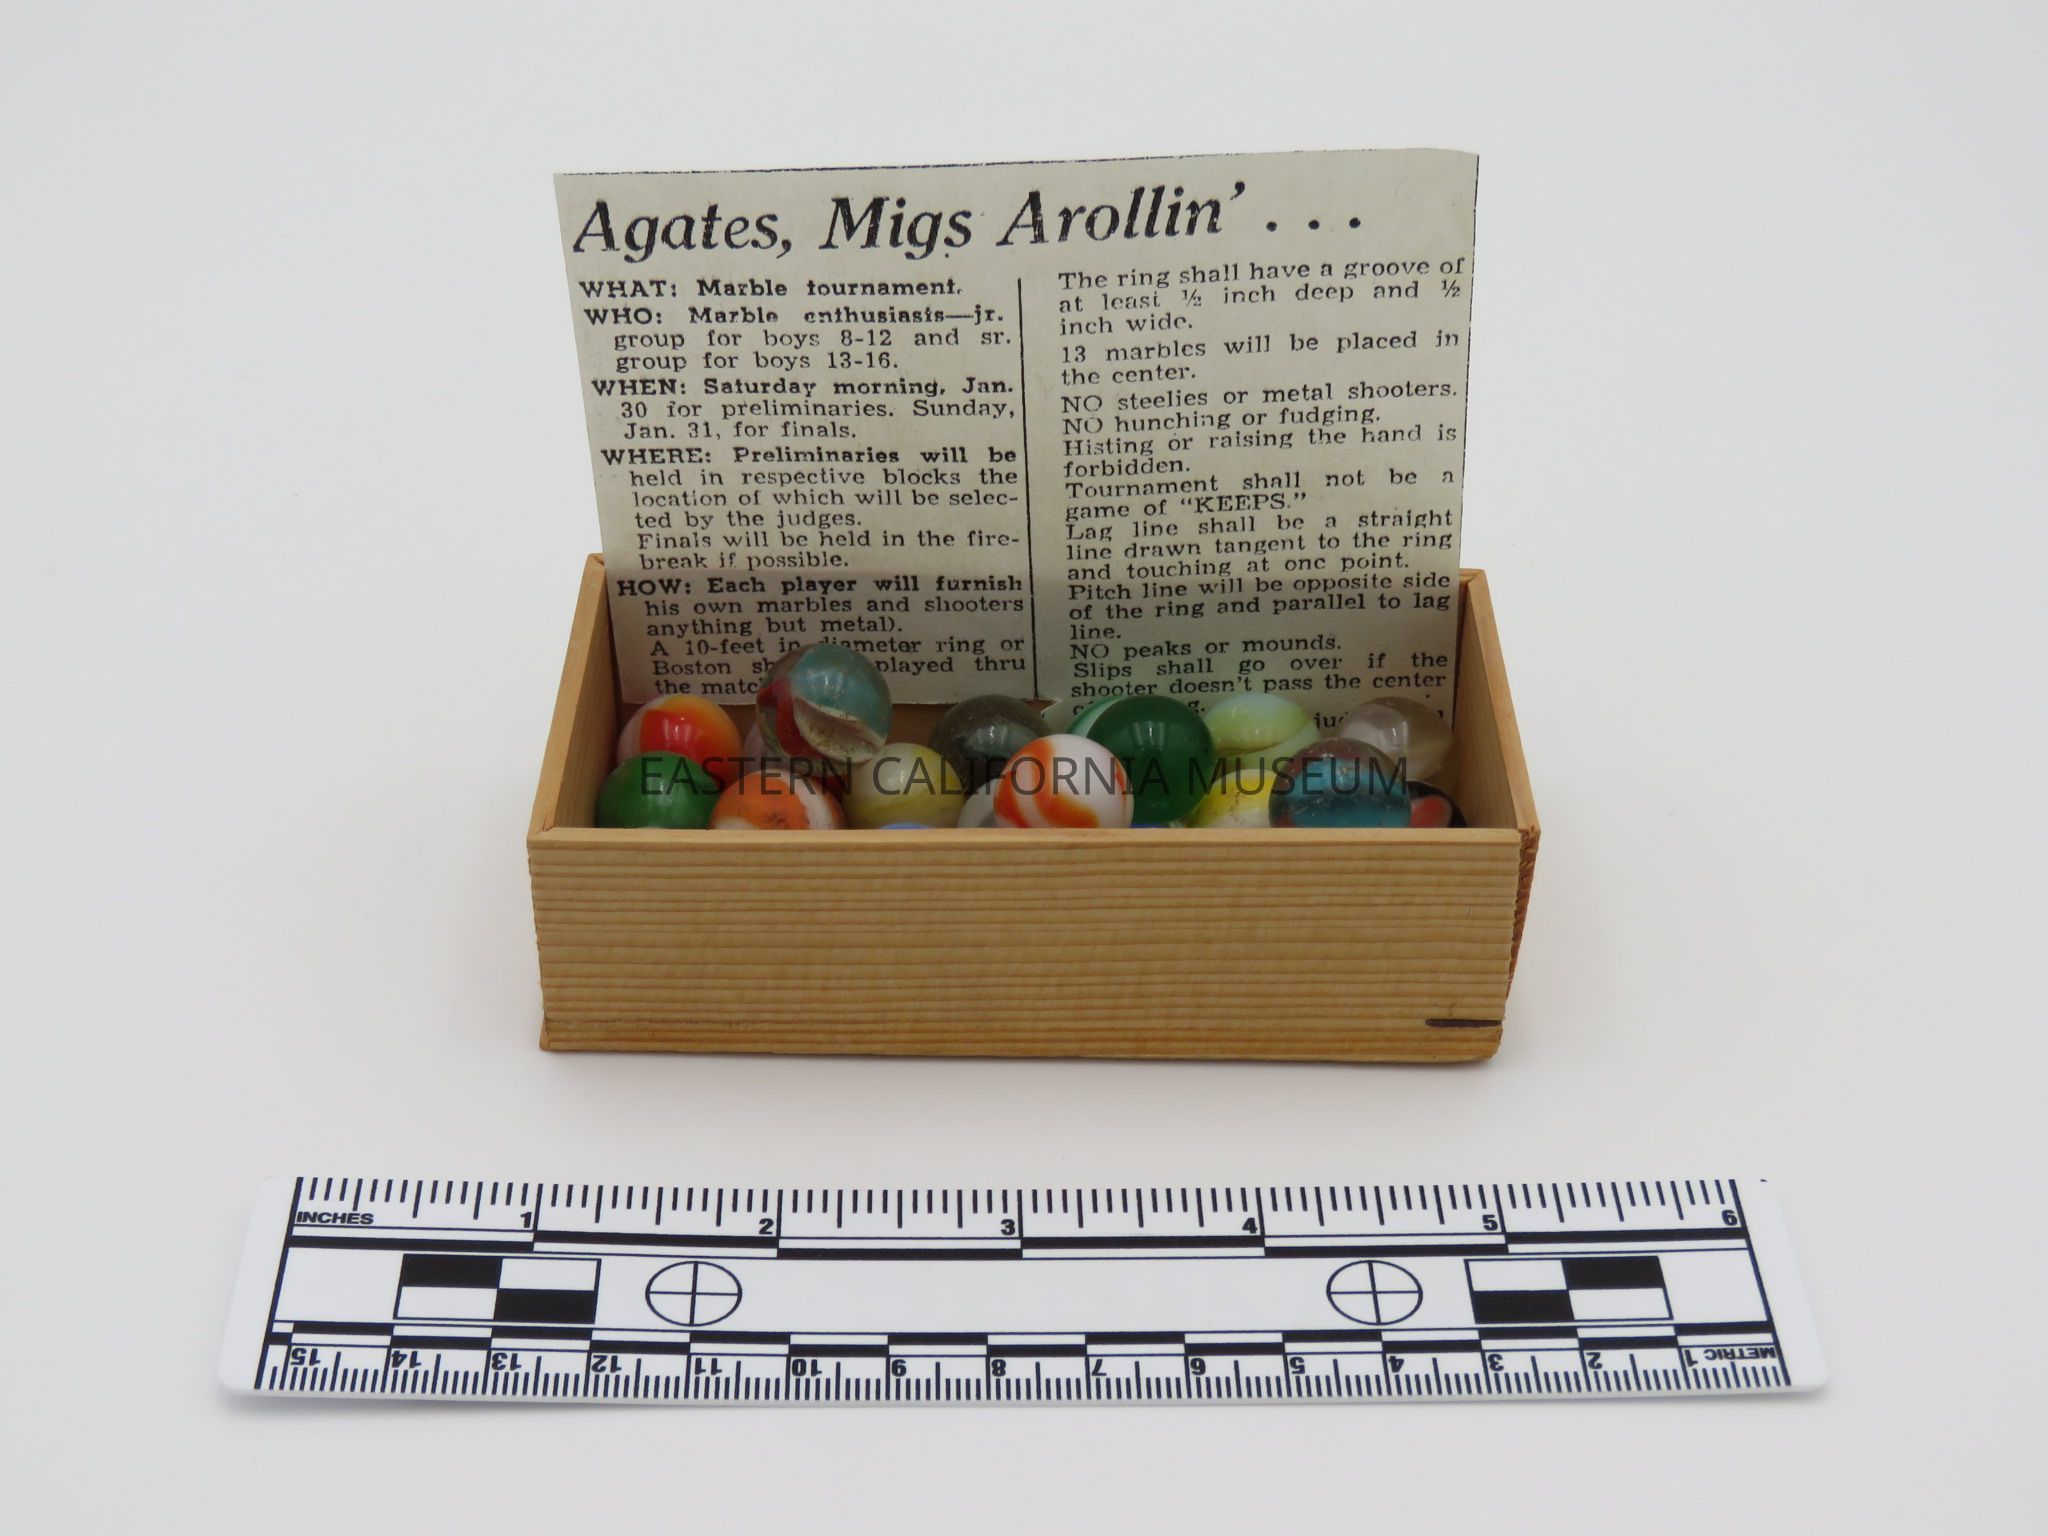 Agates, Migs Arollin' . . .
WHAT: Marble tournament.
WHO: Marble enthusiasts—jr.
group for boys 8-12 and sr.
group for boys 13-16.
WHEN: Saturday morning, Jan.
30 for preliminaries. Sunday,
Jan. 31, for finals.
WHERE: Preliminaries will be
held in respective blocks the
location of which will be selec-
ted by the judges.
Finals will be held in the fire-
break if possible.
HOW: Each player will furnish
his own marbles and shooters
anything but metal).
A 10-feet in diameter ring or
Boston played thru
the
The ring shall have a groove of
at least ½ inch deep and ½
inch wide.
13 marbles will be placed in
the center.
NO steelies or metal shooters.
NO hunching or fudging.
Histing or raising the hand is
forbidden.
Tournament shall not be a
game of "KEEPS."
Lag line shall be a straight
line drawn tangent to the ring
and touching at one point.
Pitch line will be opposite side
of the ring and parallel to lag
line.
NO peaks or mounds.
Slips shall go over if the
shooter doesn't pass the center
EASTERN CALIFORNIA MUSEUM
INCHES 1 2 3 4 5 6
15 14 13 12 11 10 9 8 7 6 5 4 3 2 1 METRIC